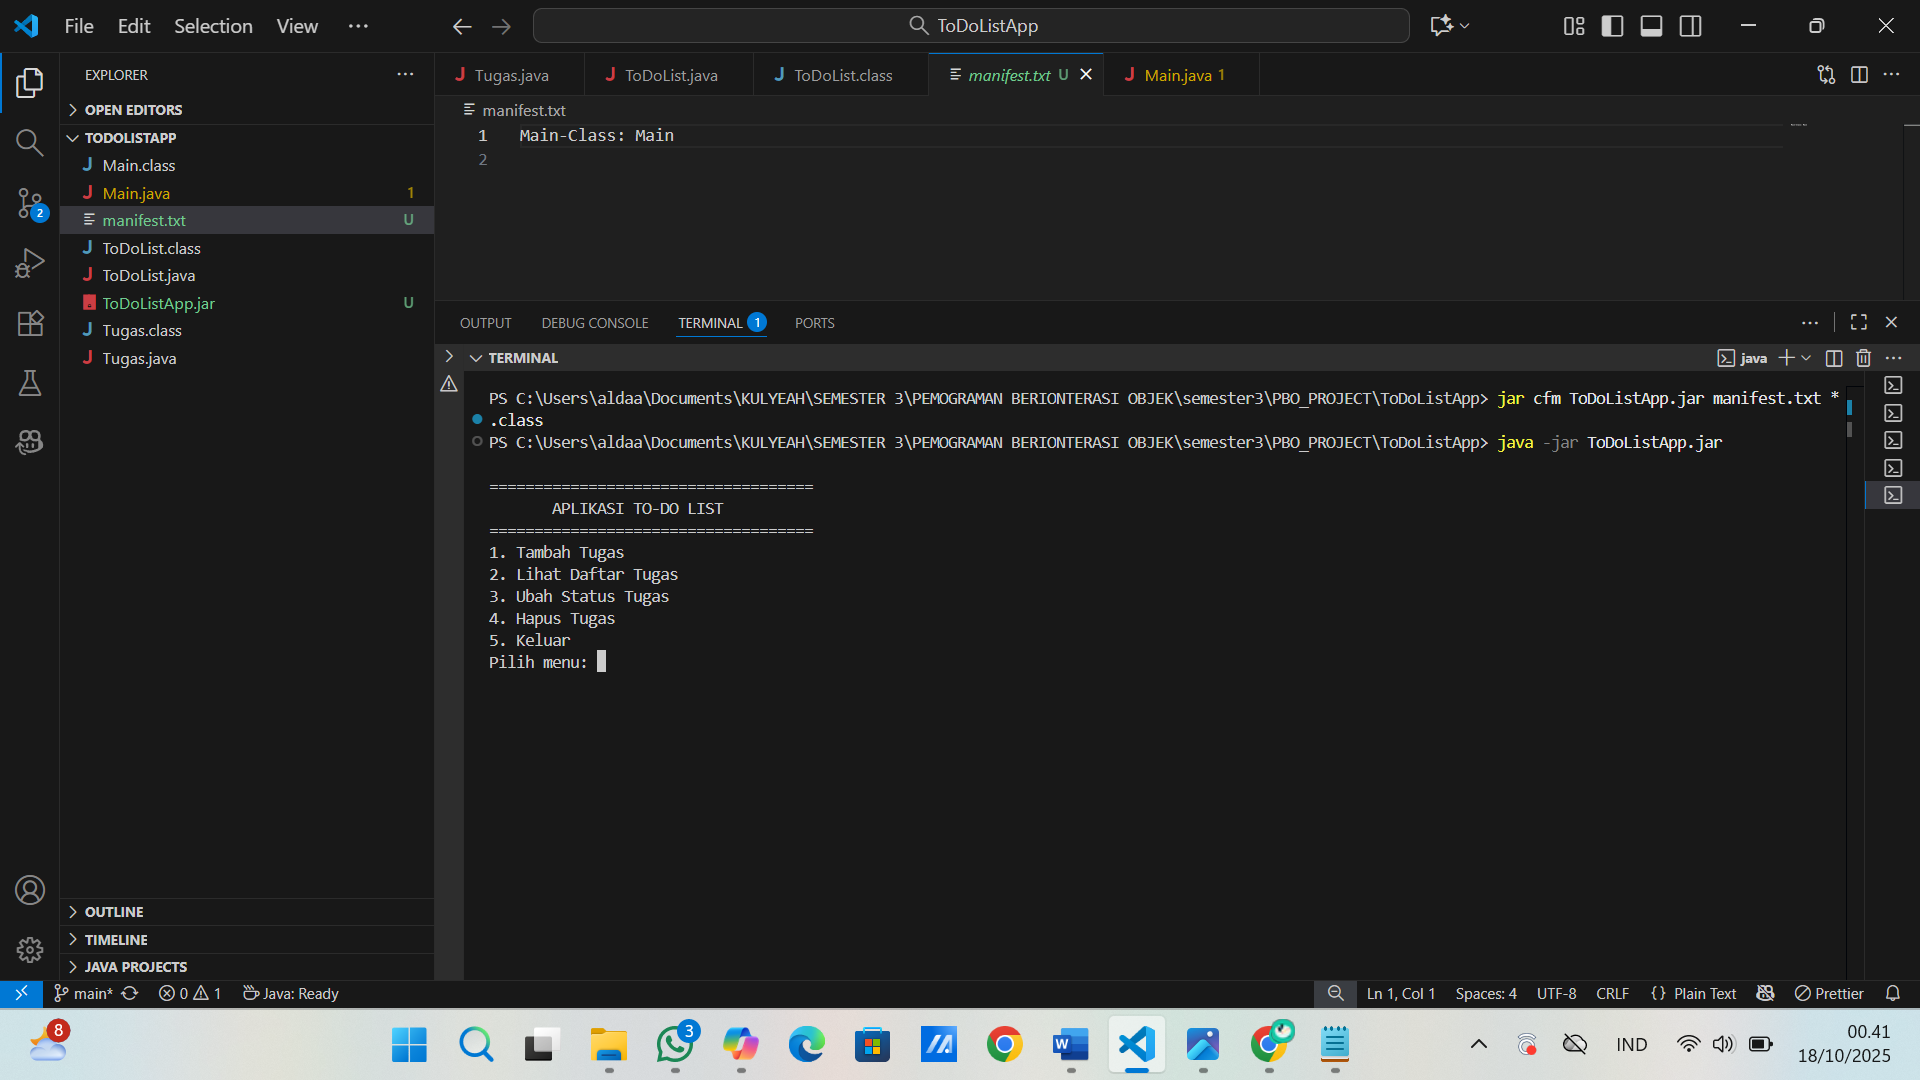 File Edit Selection View ···
ToDoListApp
EXPLORER
OPEN EDITORS
TODOLISTAPP
Main.class
Main.java 1
manifest.txt U
ToDoList.class
ToDoList.java
ToDoListApp.jar U
Tugas.class
Tugas.java
OUTLINE
TIMELINE
JAVA PROJECTS
2
Tugas.java ToDoList.java ToDoList.class manifest.txt U Main.java 1
manifest.txt
1 Main-Class: Main
2
OUTPUT DEBUG CONSOLE TERMINAL 1 PORTS
TERMINAL
java
PS C:\Users\aldaa\Documents\KULYEAH\SEMESTER 3\PEMOGRAMAN BERIONTERASI OBJEK\semester3\PBO_PROJECT\ToDoListApp> jar cfm ToDoListApp.jar manifest.txt *
.class
PS C:\Users\aldaa\Documents\KULYEAH\SEMESTER 3\PEMOGRAMAN BERIONTERASI OBJEK\semester3\PBO_PROJECT\ToDoListApp> java -jar ToDoListApp.jar
====================================
APLIKASI TO-DO LIST
====================================
1. Tambah Tugas
2. Lihat Daftar Tugas
3. Ubah Status Tugas
4. Hapus Tugas
5. Keluar
Pilih menu:
main* 0 1 Java: Ready
Ln 1, Col 1 Spaces: 4 UTF-8 CRLF {} Plain Text Prettier
8
3
W
IND
00.41
18/10/2025